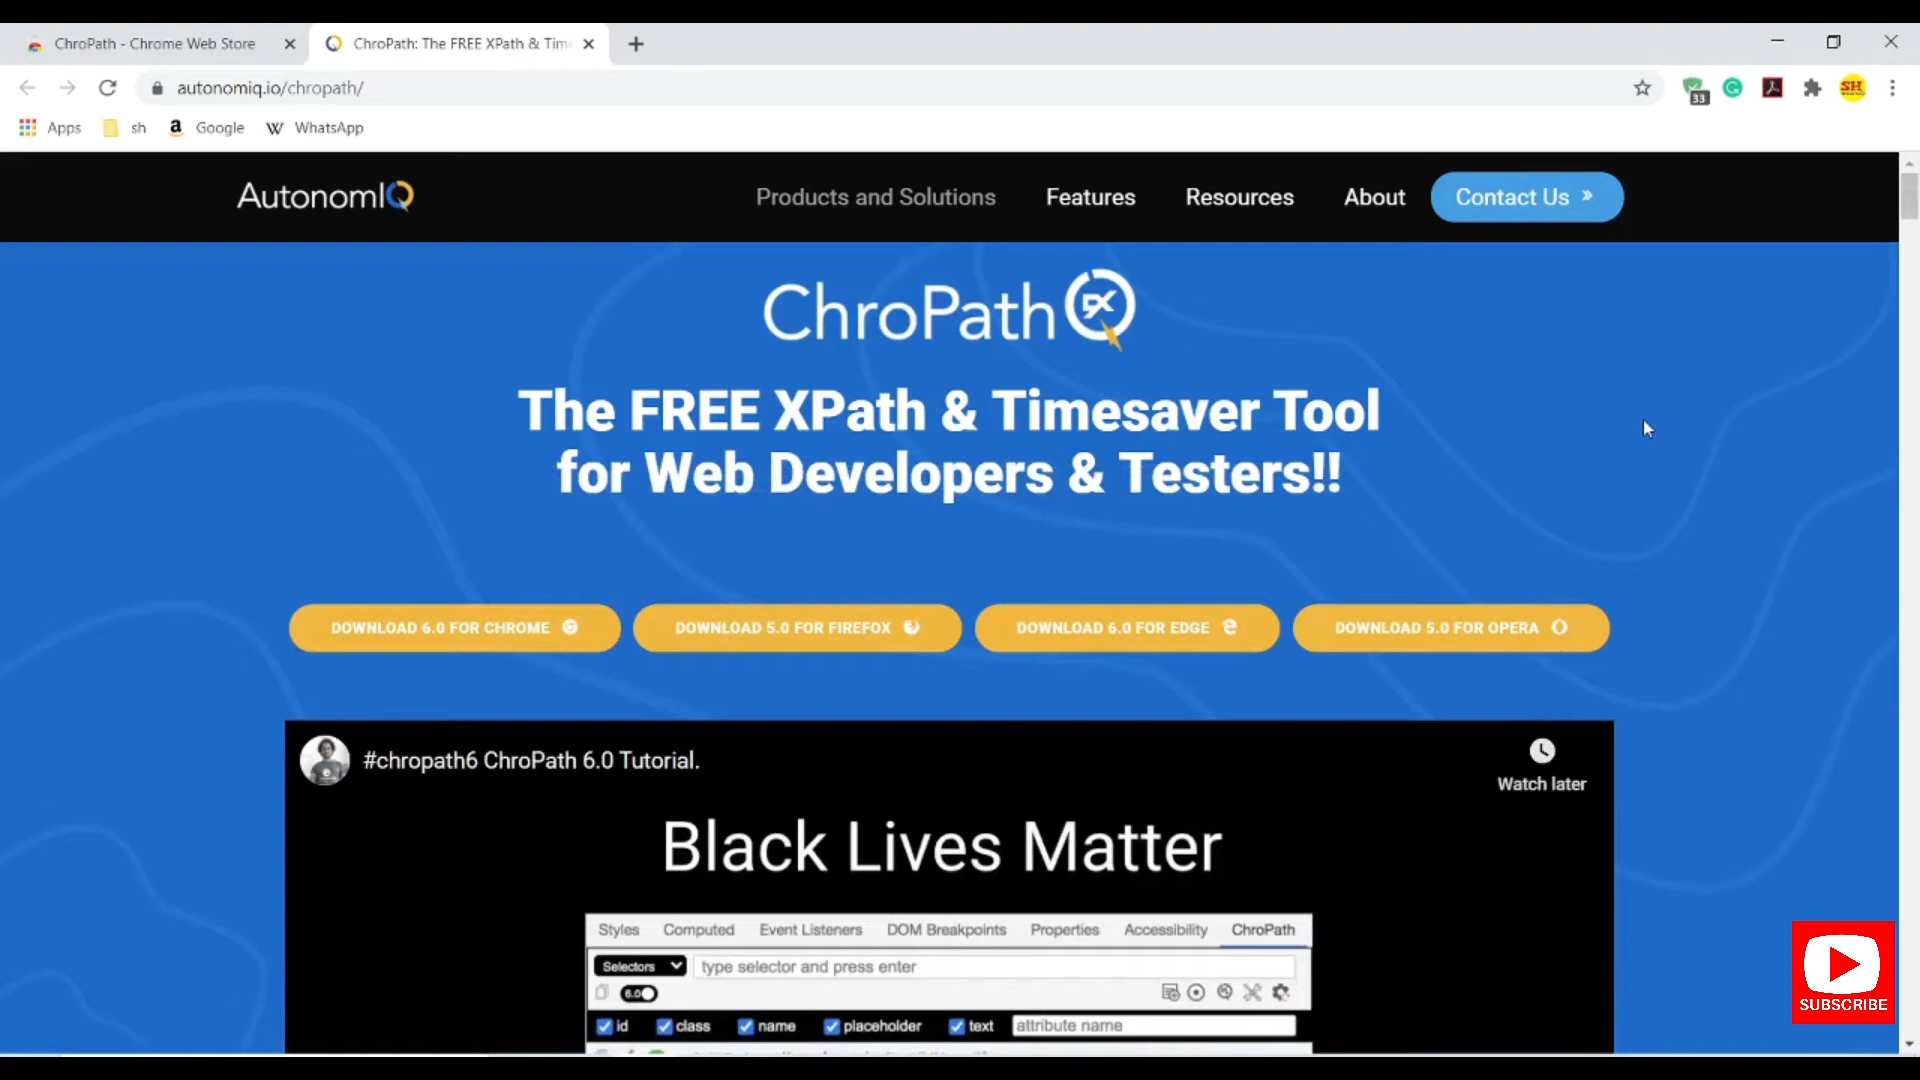 ChroPath - Chrome Web Store
ChroPath: The FREE XPath & Tim
autonomiq.io/chropath/
33
SH
Apps
sh
Google
WhatsApp
AutonomIQ
Products and Solutions
Features
Resources
About
Contact Us »
ChroPath
The FREE XPath & Timesaver Tool
for Web Developers & Testers!!
DOWNLOAD 6.0 FOR CHROME
DOWNLOAD 5.0 FOR FIREFOX
DOWNLOAD 6.0 FOR EDGE
DOWNLOAD 5.0 FOR OPERA
#chropath6 ChroPath 6.0 Tutorial.
Watch later
Black Lives Matter
Styles Computed Event Listeners DOM Breakpoints Properties Accessibility ChroPath
Selectors type selector and press enter
6.0
id class name placeholder text attribute name
SUBSCRIBE